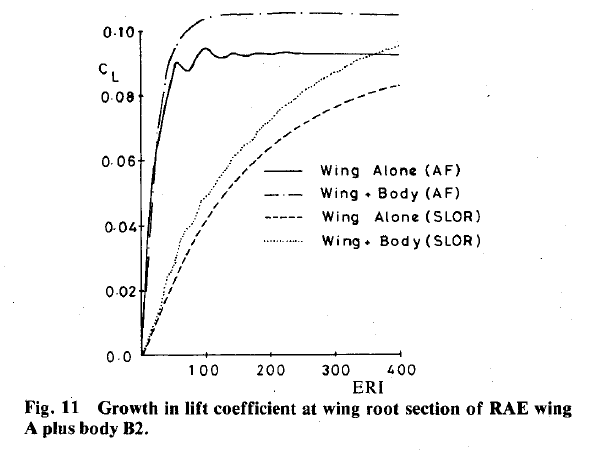 0.10
C L
0.08
0.06
0.04
0.02
0.0
Wing Alone (AF)
Wing + Body (AF)
Wing Alone (SLOR)
Wing + Body (SLOR)
100 200 300 400
ERI
Fig. 11 Growth in lift coefficient at wing root section of RAE wing
A plus body B2.